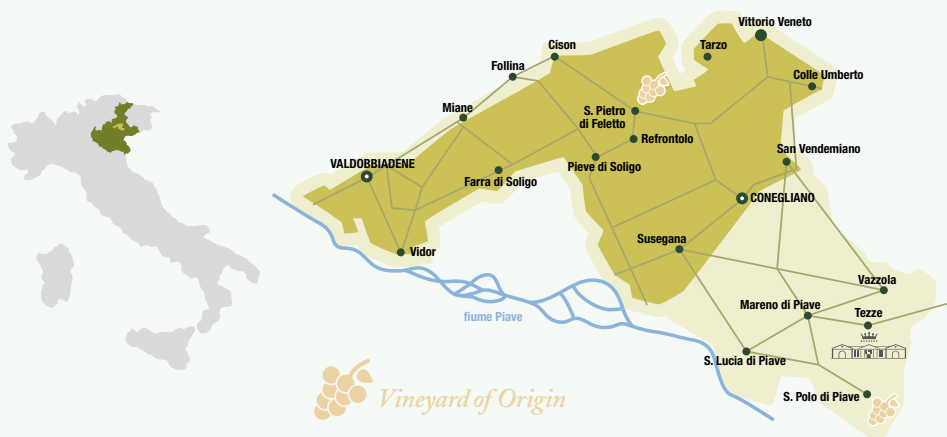 Vittorio Veneto
Cison
Tarzo
Follina
Colle Umberto
Miane
S. Pietro
di Feletto
Refrontolo
San Vendemiano
VALDOBBIADENE
Pieve di Soligo
Farra di Soligo
CONEGLIANO
Susegana
Vidor
Vazzola
Mareno di Piave
Tezze
fiume Piave
S. Lucia di Piave
S. Polo di Piave
Vineyard of Origin